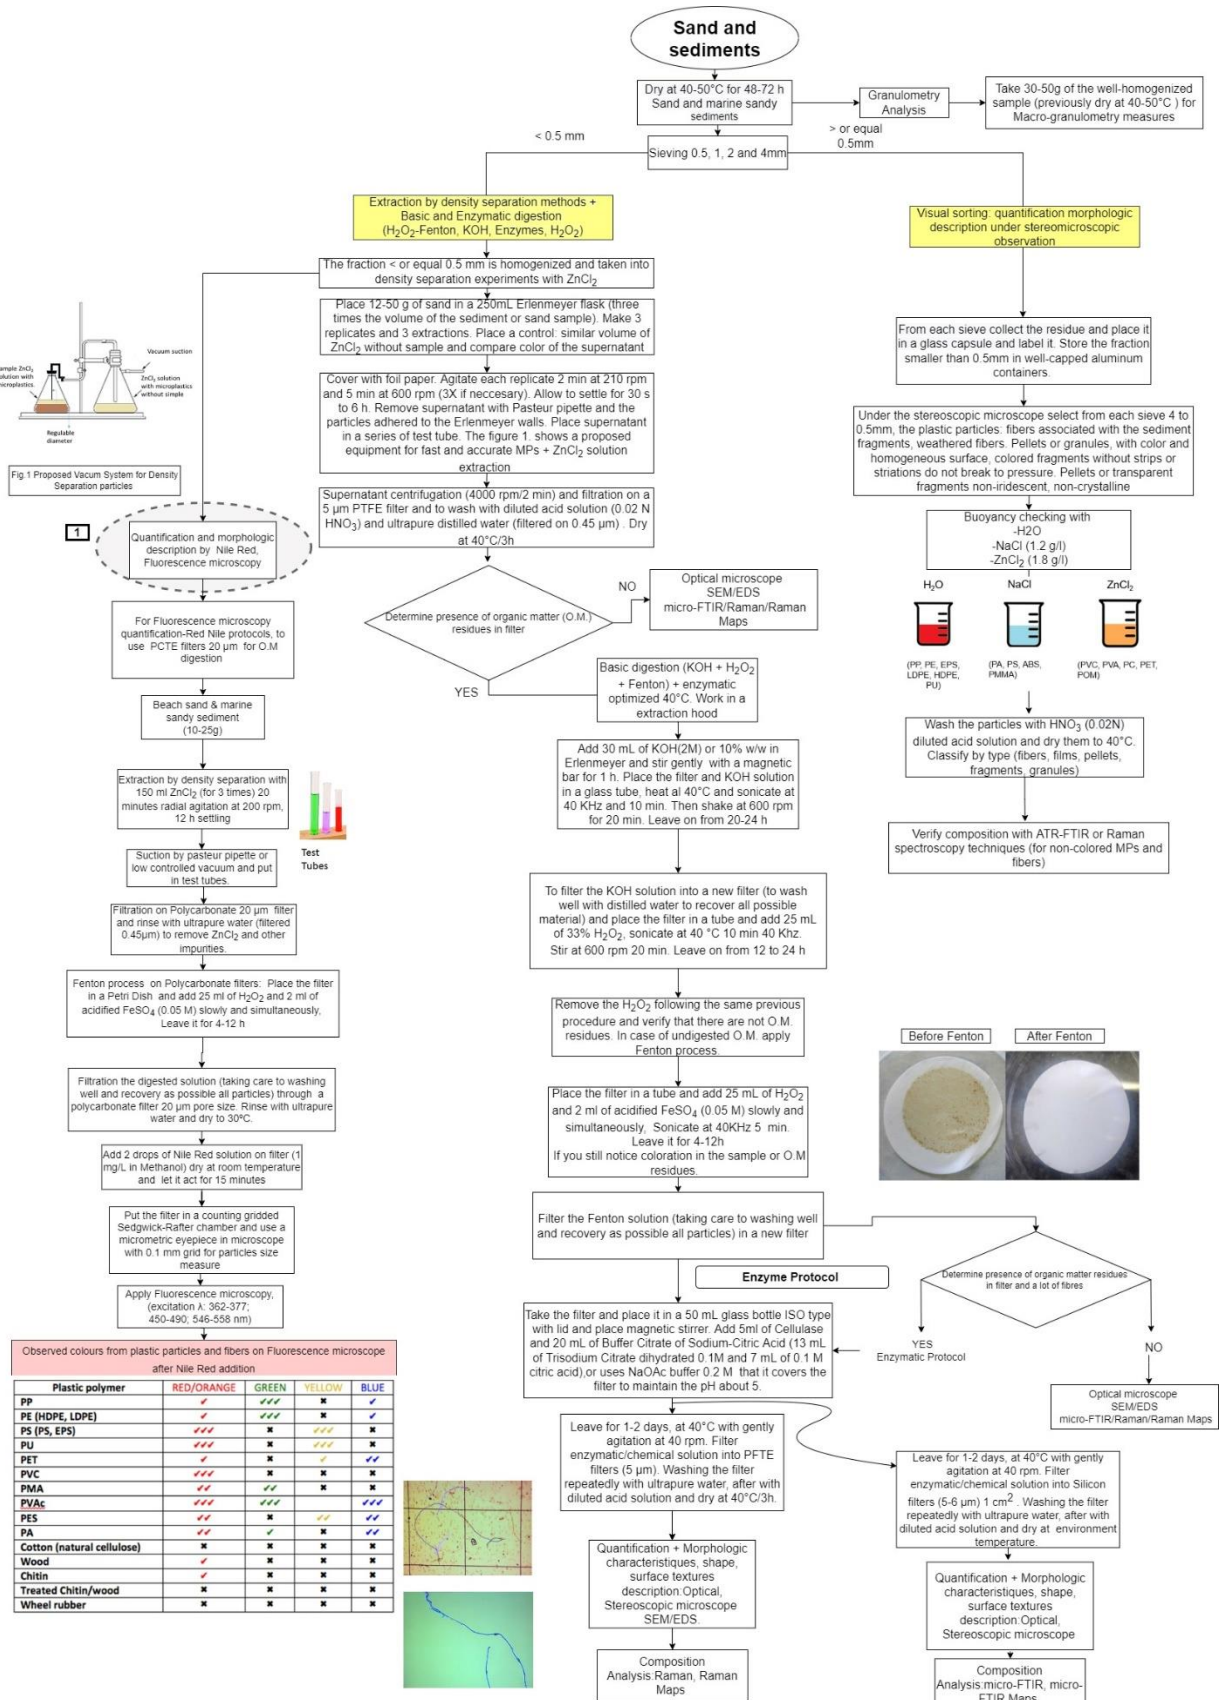 Sand and
sediments
Dry at 40-50°C for 48-72 h
Sand and marine sandy
sediments
Granulometry
Analysis
Take 30-50g of the well-homogenized
sample (previously dry at 40-50°C ) for
Macro-granulometry measures
< 0.5 mm
Sieving 0.5, 1, 2 and 4mm
> or equal
0.5mm
Extraction by density separation methods +
Basic and Enzymatic digestion
(H₂O₂-Fenton, KOH, Enzymes, H₂O₂)
Visual sorting: quantification morphologic
description under stereomicroscopic
observation
The fraction < or equal 0.5 mm is homogenized and taken into
density separation experiments with ZnCl₂
Place 12-50 g of sand in a 250mL Erlenmeyer flask (three
times the volume of the sediment or sand sample). Make 3
replicates and 3 extractions. Place a control: similar volume of
ZnCl₂ without sample and compare color of the supernatant
Cover with foil paper. Agitate each replicate 2 min at 210 rpm
and 5 min at 600 rpm (3X if neccesary). Allow to settle for 30 s
to 6 h. Remove supernatant with Pasteur pipette and the
particles adhered to the Erlenmeyer walls. Place supernatant
in a series of test tube. The figure 1. shows a proposed
equipment for fast and accurate MPs + ZnCl₂ solution
extraction
Supernatant centrifugation (4000 rpm/2 min) and filtration on a
5 µm PTFE filter and to wash with diluted acid solution (0.02 N
HNO₃) and ultrapure distilled water (filtered on 0.45 µm) . Dry
at 40°C/3h
Determine presence of organic matter (O.M.)
residues in filter
NO
Optical microscope
SEM/EDS
micro-FTIR/Raman/Raman
Maps
YES
Basic digestion (KOH + H₂O₂
+ Fenton) + enzymatic
optimized 40°C. Work in a
extraction hood
Add 30 mL of KOH(2M) or 10% w/w in
Erlenmeyer and stir gently with a magnetic
bar for 1 h. Place the filter and KOH solution
in a glass tube, heat al 40°C and sonicate at
40 KHz and 10 min. Then shake at 600 rpm
for 20 min. Leave on from 20-24 h
To filter the KOH solution into a new filter (to wash
well with distilled water to recover all possible
material) and place the filter in a tube and add 25 mL
of 33% H₂O₂, sonicate at 40 °C 10 min 40 Khz.
Stir at 600 rpm 20 min. Leave on from 12 to 24 h
Remove the H₂O₂ following the same previous
procedure and verify that there are not O.M.
residues. In case of undigested O.M. apply
Fenton process.
Place the filter in a tube and add 25 mL of H₂O₂
and 2 ml of acidified FeSO₄ (0.05 M) slowly and
simultaneously, Sonicate at 40KHz 5 min.
Leave it for 4-12h
If you still notice coloration in the sample or O.M
residues.
Filter the Fenton solution (taking care to washing well
and recovery as possible all particles) in a new filter
Before Fenton
After Fenton
Determine presence of organic matter residues
in filter and a lot of fibres
YES
Enzymatic Protocol
NO
Optical microscope
SEM/EDS
micro-FTIR/Raman/Raman Maps
Enzyme Protocol
Take the filter and place it in a 50 mL glass bottle ISO type
with lid and place magnetic stirrer. Add 5ml of Cellulase
and 20 mL of Buffer Citrate of Sodium-Citric Acid (13 mL
of Trisodium Citrate dihydrated 0.1M and 7 mL of 0.1 M
citric acid),or uses NaOAc buffer 0.2 M that it covers the
filter to maintain the pH about 5.
Leave for 1-2 days, at 40°C with gently
agitation at 40 rpm. Filter
enzymatic/chemical solution into PFTE
filters (5 µm). Washing the filter
repeatedly with ultrapure water, after with
diluted acid solution and dry at 40°C/3h.
Quantification + Morphologic
characteristiques, shape,
surface textures
description:Optical,
Stereoscopic microscope
SEM/EDS.
Composition
Analysis:Raman, Raman
Maps
Leave for 1-2 days, at 40°C with gently
agitation at 40 rpm. Filter
enzymatic/chemical solution into Silicon
filters (5-6 µm) 1 cm² . Washing the filter
repeatedly with ultrapure water, after with
diluted acid solution and dry at environment
temperature.
Quantification + Morphologic
characteristiques, shape,
surface textures
description:Optical,
Stereoscopic microscope
Composition
Analysis:micro-FTIR, micro-
FTIR Maps
From each sieve collect the residue and place it
in a glass capsule and label it. Store the fraction
smaller than 0.5mm in well-capped aluminum
containers.
Under the stereoscopic microscope select from each sieve 4 to
0.5mm, the plastic particles: fibers associated with the sediment
fragments, weathered fibers. Pellets or granules, with color and
homogeneous surface, colored fragments without strips or
striations do not break to pressure. Pellets or transparent
fragments non-iridescent, non-crystalline
Buoyancy checking with
-H2O
-NaCl (1.2 g/l)
-ZnCl₂ (1.8 g/l)
H₂O
NaCl
ZnCl₂
(PP, PE, EPS,
LDPE, HDPE,
PU)
(PA, PS, ABS,
PMMA)
(PVC, PVA, PC, PET,
POM)
Wash the particles with HNO₃ (0.02N)
diluted acid solution and dry them to 40°C.
Classify by type (fibers, films, pellets,
fragments, granules)
Verify composition with ATR-FTIR or Raman
spectroscopy techniques (for non-colored MPs and
fibers)
Vacuum suction
ZnCl₂ solution
with microplastics
without simple
ample ZnCl₂
olution with
icroplastics.
Regulable
diameter
Fig.1 Proposed Vacum System for Density
Separation particles
1
Quantification and morphologic
description by Nile Red,
Fluorescence microscopy
For Fluorescence microscopy
quantification-Red Nile protocols, to
use PCTE filters 20 µm for O.M
digestion
Beach sand & marine
sandy sediment
(10-25g)
Extraction by density separation with
150 ml ZnCl₂ (for 3 times) 20
minutes radial agitation at 200 rpm,
12 h settling
Test
Tubes
Suction by pasteur pipette or
low controlled vacuum and put
in test tubes.
Filtration on Polycarbonate 20 µm filter
and rinse with ultrapure water (filtered
0.45µm) to remove ZnCl₂ and other
impurities.
Fenton process on Polycarbonate filters: Place the filter
in a Petri Dish and add 25 ml of H₂O₂ and 2 ml of
acidified FeSO₄ (0.05 M) slowly and simultaneously,
Leave it for 4-12 h
Filtration the digested solution (taking care to washing
well and recovery as possible all particles) through a
polycarbonate filter 20 µm pore size. Rinse with ultrapure
water and dry to 30ºC.
Add 2 drops of Nile Red solution on filter (1
mg/L in Methanol) dry at room temperature
and let it act for 15 minutes
Put the filter in a counting gridded
Sedgwick-Rafter chamber and use a
micrometric eyepiece in microscope
with 0.1 mm grid for particles size
measure
Apply Fluorescence microscopy,
(excitation λ: 362-377;
450-490; 546-558 nm)
Observed colours from plastic particles and fibers on Fluorescence microscope
after Nile Red addition
Plastic polymer RED/ORANGE GREEN YELLOW BLUE
PP ✔ ✔✔✔ ✖ ✔
PE (HDPE, LDPE) ✔ ✔✔✔ ✖ ✔
PS (PS, EPS) ✔✔✔ ✖ ✔✔✔ ✖
PU ✔✔✔ ✖ ✔✔✔ ✖
PET ✔ ✖ ✔ ✔✔
PVC ✔✔✔ ✖ ✖ ✖
PMA ✔✔ ✔✔ ✖ ✖
PVAc ✔✔✔ ✔✔✔ ✔✔✔
PES ✔✔ ✖ ✔✔ ✔✔
PA ✔✔ ✔ ✖ ✔✔
Cotton (natural cellulose) ✖ ✖ ✖ ✖
Wood ✔ ✖ ✖ ✖
Chitin ✔ ✖ ✖ ✖
Treated Chitin/wood ✖ ✖ ✖ ✖
Wheel rubber ✖ ✖ ✖ ✖